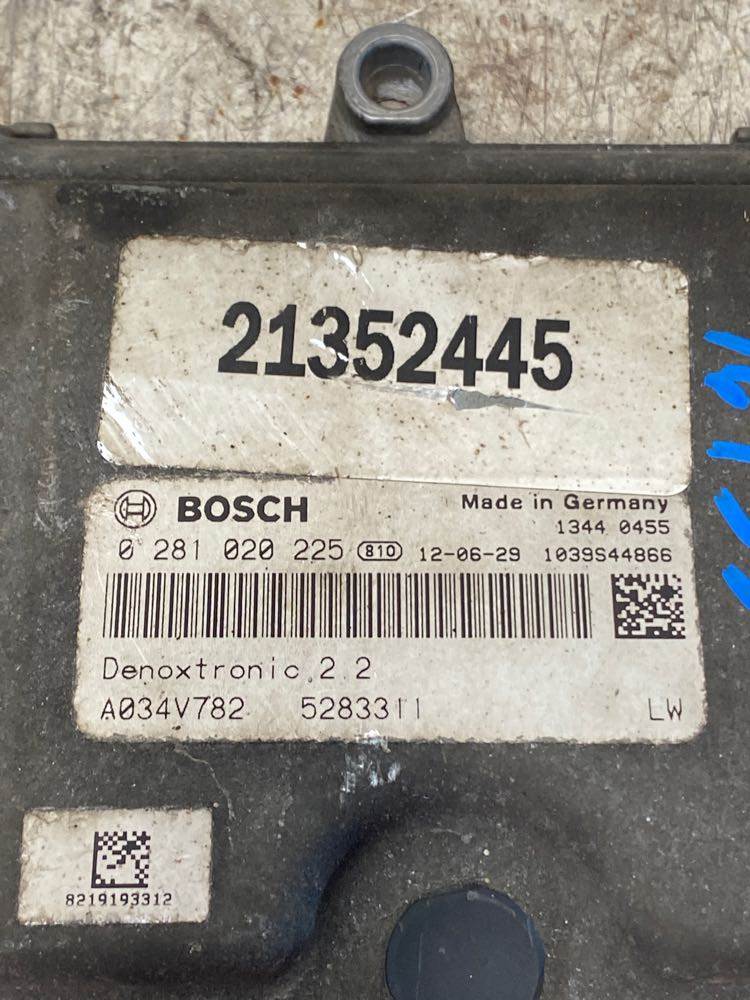 21352445
BOSCH Made in Germany
1344 0455
0 281 020 225 810 12-06-29 1039S44866
Denoxtronic 2.2
A034V782 5283311 LW
8219193312